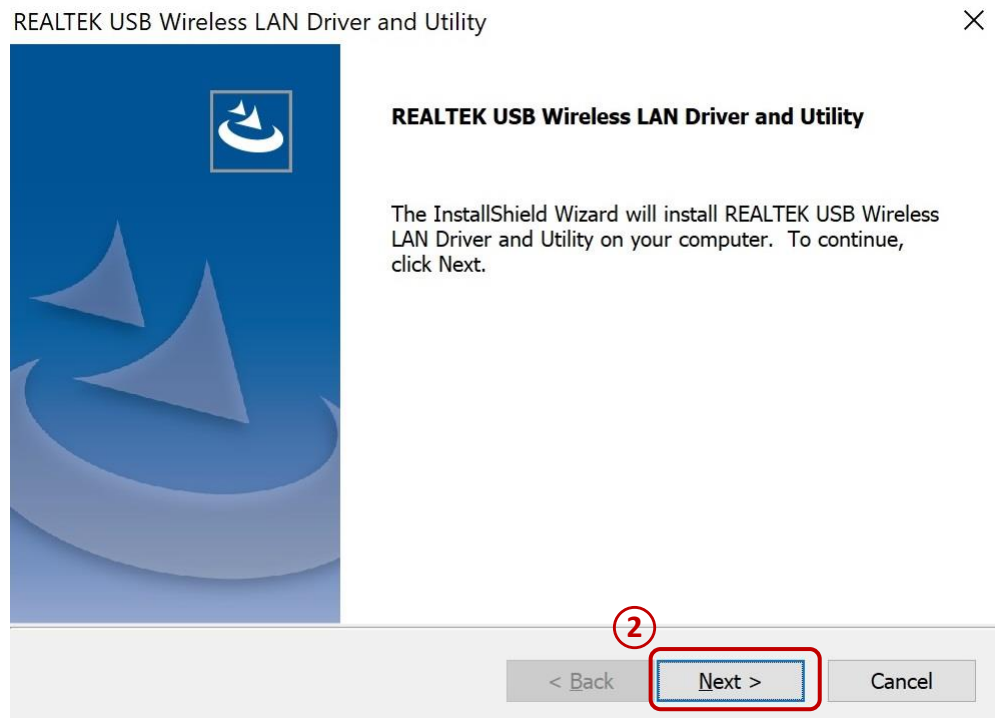 REALTEK USB Wireless LAN Driver and Utility
REALTEK USB Wireless LAN Driver and Utility
The InstallShield Wizard will install REALTEK USB Wireless
LAN Driver and Utility on your computer.  To continue,
click Next.
2
< Back Next > Cancel